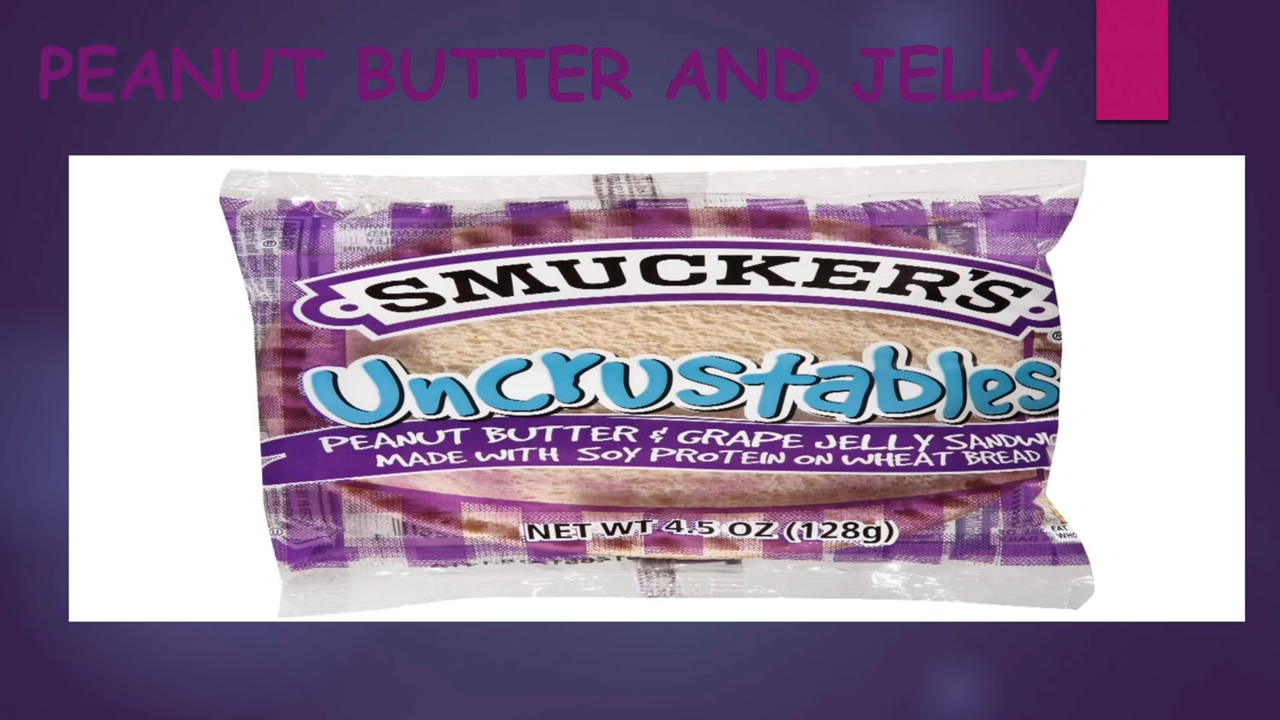 PEANUT BUTTER AND JELLY
SMUCKER'S
®
Uncrustables
PEANUT BUTTER & GRAPE JELLY SANDWIC
MADE WITH SOY PROTEIN ON WHEAT BREAD
NET WT 4.5 OZ (128g)